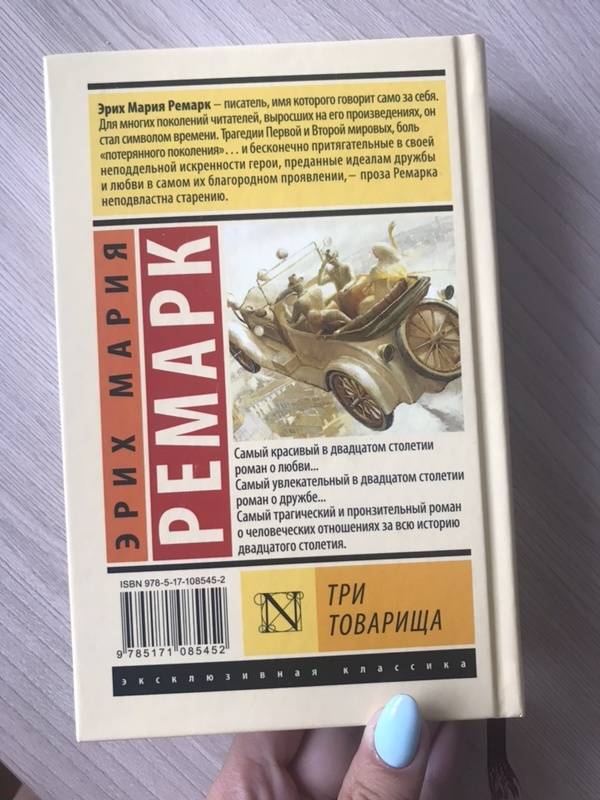 Эрих Мария Ремарк – писатель, имя которого говорит само за себя.
Для многих поколений читателей, выросших на его произведениях, он
стал символом времени. Трагедии Первой и Второй мировых, боль
«потерянного поколения»... и бесконечно притягательные в своей
неподдельной искренности герои, преданные идеалам дружбы
и любви в самом их благородном проявлении, – проза Ремарка
неподвластна старению.
ЭРИХ МАРИЯ
РЕМАРК
Самый красивый в двадцатом столетии
роман о любви...
Самый увлекательный в двадцатом столетии
роман о дружбе...
Самый трагический и пронзительный роман
о человеческих отношениях за всю историю
двадцатого столетия.
ISBN 978-5-17-108545-2
9 785171 085452
N
ТРИ
ТОВАРИЩА
эксклюзивная классика